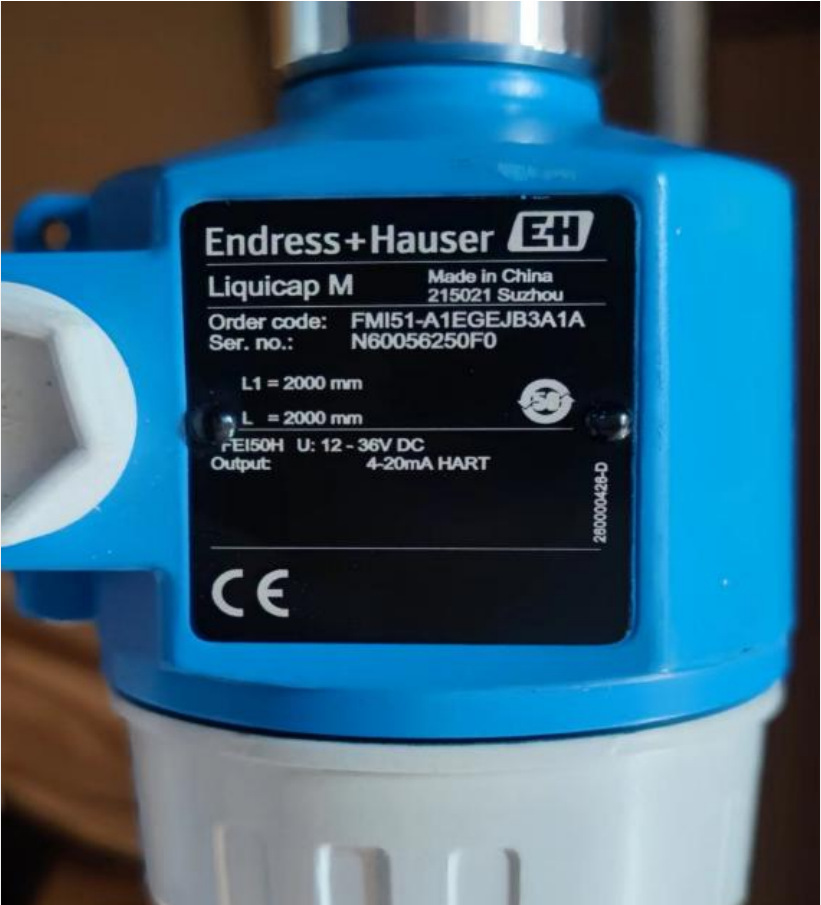 Endress+Hauser EH
Liquicap M
Made in China
215021 Suzhou
Order code: FMI51-A1EGEJB3A1A
Ser. no.: N60056250F0
L1 = 2000 mm
L = 2000 mm
FEI50H U: 12 - 36V DC
Output: 4-20mA HART
260000428-D
CE